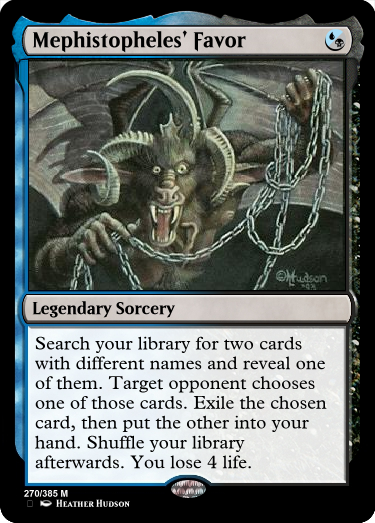 Mephistopheles' Favor
©Hudson
'93
Legendary Sorcery
Search your library for two cards
with different names and reveal one
of them. Target opponent chooses
one of those cards. Exile the chosen
card, then put the other into your
hand. Shuffle your library
afterwards. You lose 4 life.
270/385 M
Heather Hudson